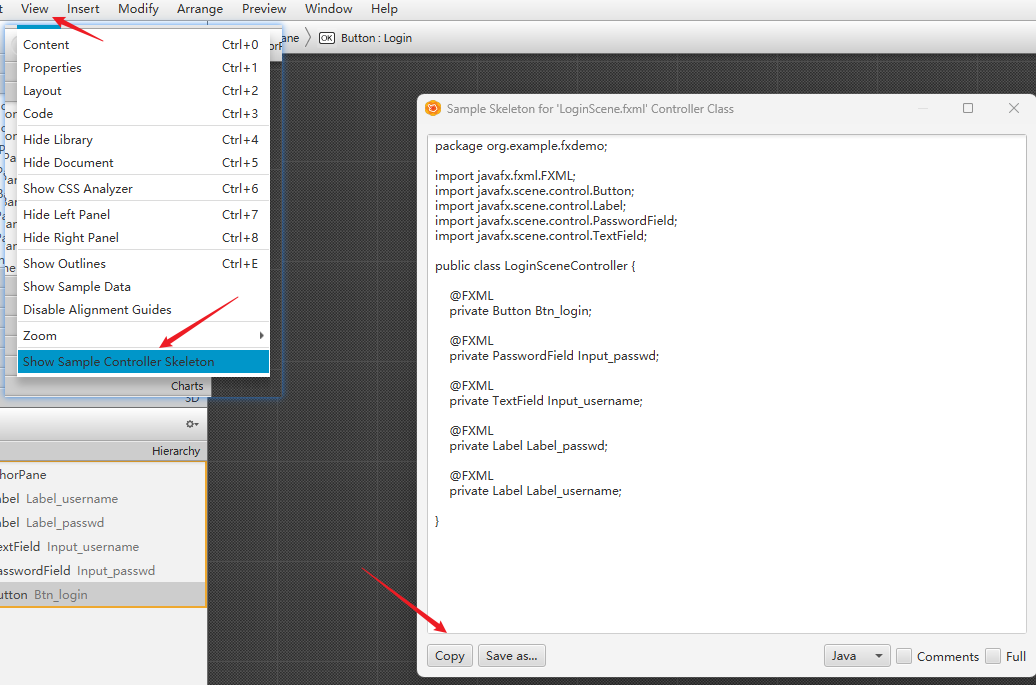 View Insert Modify Arrange Preview Window Help
Button : Login
OK
Content Ctrl+0
Properties Ctrl+1
Layout Ctrl+2
Code Ctrl+3
Hide Library Ctrl+4
Hide Document Ctrl+5
Show CSS Analyzer Ctrl+6
Hide Left Panel Ctrl+7
Hide Right Panel Ctrl+8
Show Outlines Ctrl+E
Show Sample Data
Disable Alignment Guides
Zoom
Show Sample Controller Skeleton
Charts
3D
Hierarchy
horPane
abel Label_username
abel Label_passwd
extField Input_username
asswordField Input_passwd
utton Btn_login
Sample Skeleton for 'LoginScene.fxml' Controller Class
package org.example.fxdemo;
import javafx.fxml.FXML;
import javafx.scene.control.Button;
import javafx.scene.control.Label;
import javafx.scene.control.PasswordField;
import javafx.scene.control.TextField;
public class LoginSceneController {
@FXML
private Button Btn_login;
@FXML
private PasswordField Input_passwd;
@FXML
private TextField Input_username;
@FXML
private Label Label_passwd;
@FXML
private Label Label_username;
}
Copy Save as... Java Comments Full